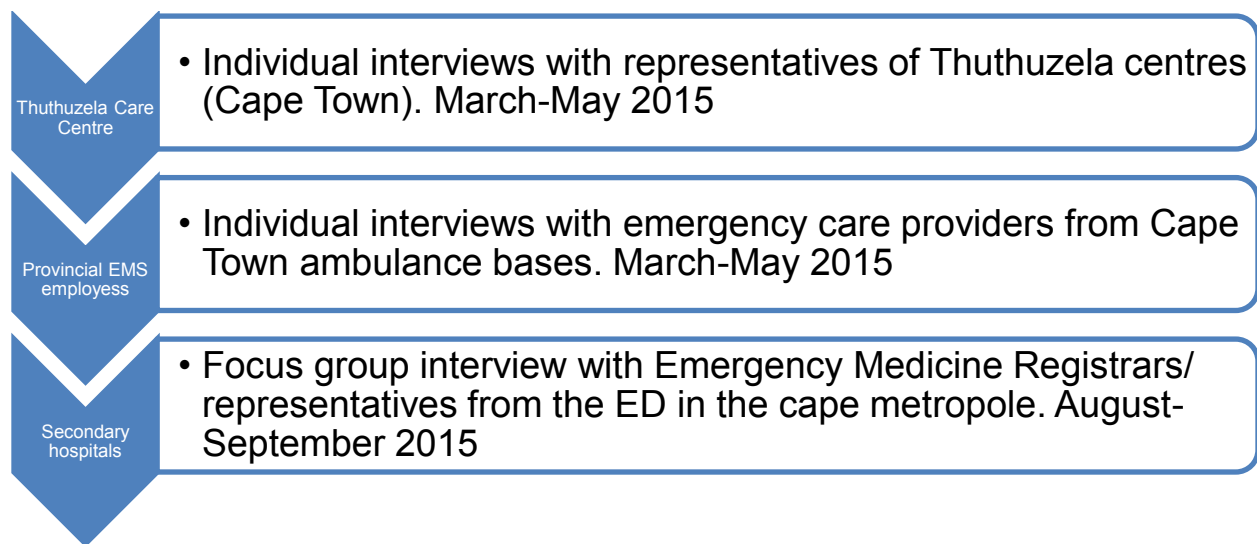 Thuthuzela Care
Centre
• Individual interviews with representatives of Thuthuzela centres
(Cape Town). March-May 2015
Provincial EMS
employess
• Individual interviews with emergency care providers from Cape
Town ambulance bases. March-May 2015
Secondary
hospitals
• Focus group interview with Emergency Medicine Registrars/
representatives from the ED in the cape metropole. August-
September 2015